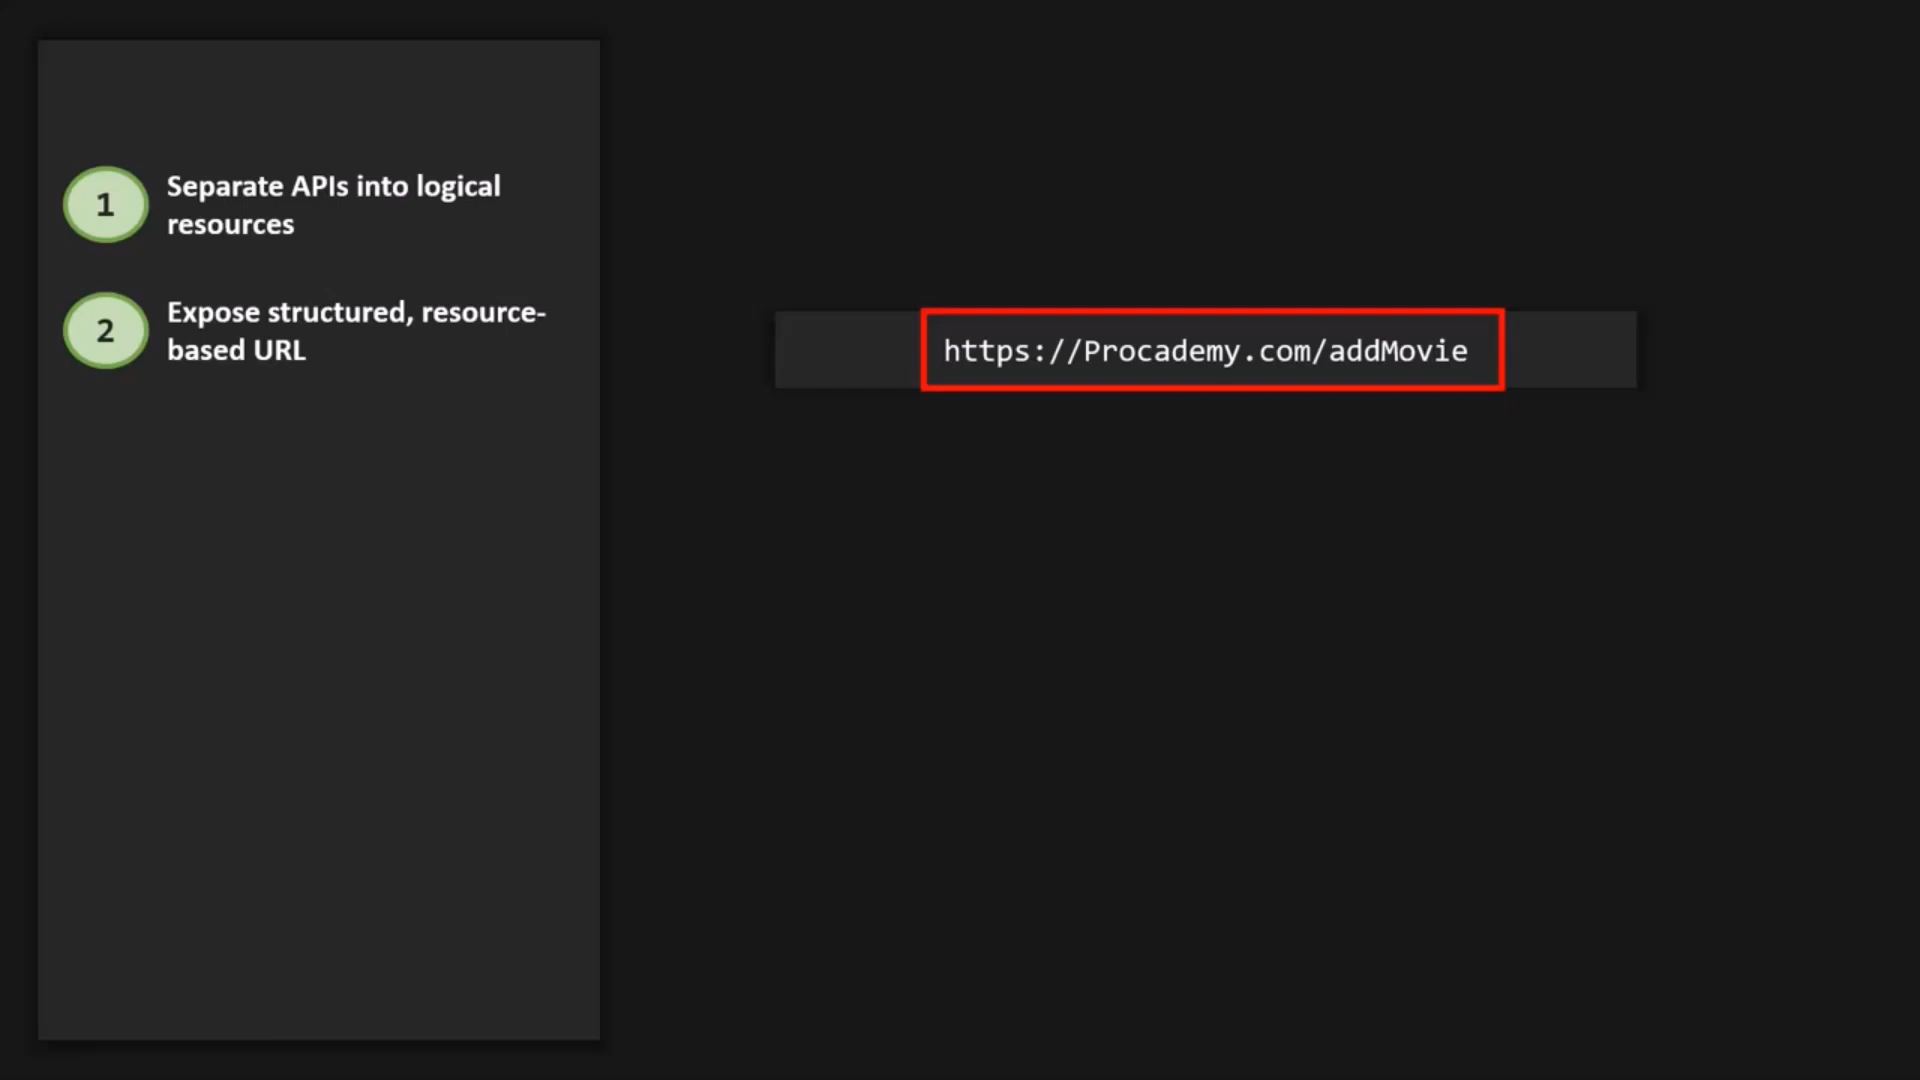 1
Separate APIs into logical
resources
2
Expose structured, resource-
based URL
https://Procademy.com/addMovie